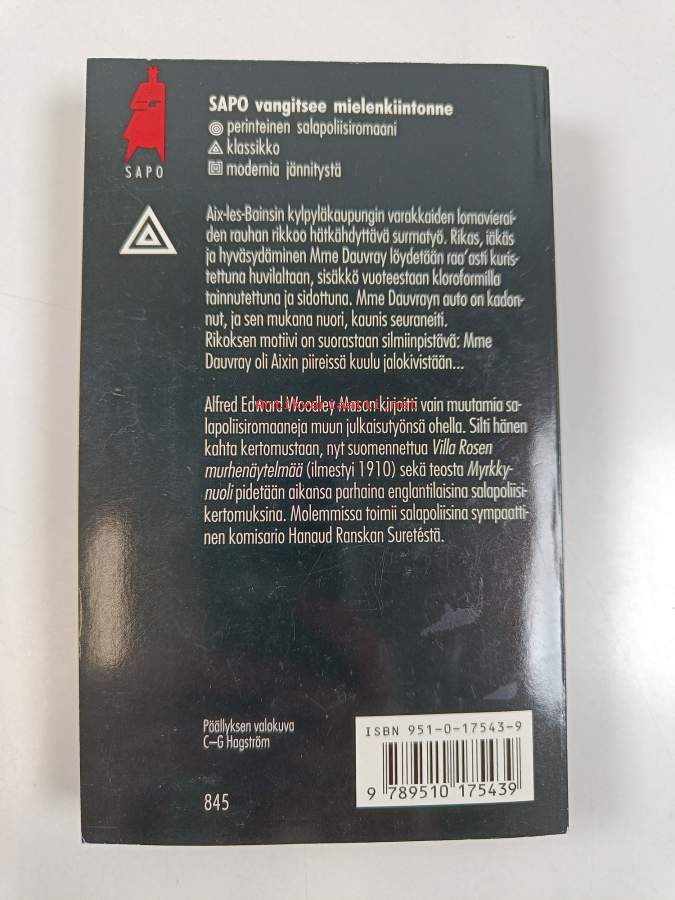 SAPO vangitsee mielenkiintonne
perinteinen salapoliisiromaani
klassikko
modernia jännitystä
SAPO
Aix-les-Bainsin kylpyläkaupungin varakkaiden lomavierai-
den rauhan rikkoo hätkähdyttävä surmatyö. Rikas, iäkäs
ja hyväsydäminen Mme Dauvray löydetään raa'asti kuris-
tettuna huvilaltaan, sisäkkö vuoteestaan kloroformilla
tainnutettuna ja sidottuna. Mme Dauvrayn auto on kadon-
nut, ja sen mukana nuori, kaunis seuraneiti.
Rikoksen motiivi on suorastaan silmiinpistävä: Mme
Dauvray oli Aixin piireissä kuulu jalokivistään...
Alfred Edward Woodley Mason kirjoitti vain muutamia sa-
lapoliisiromaaneja muun julkaisutyönsä ohella. Silti hänen
kahta kertomustaan, nyt suomennettua Villa Rosen
murhenäytelmää (ilmestyi 1910) sekä teosta Myrkky-
nuoli pidetään aikansa parhaina englantilaisina salapoliisi-
kertomuksina. Molemmissa toimii salapoliisina sympaatti-
nen komisario Hanaud Ranskan Suretéstä.
Päällyksen valokuva
C–G Hagström
845
ISBN 951-0-17543-9
9 789510 175439